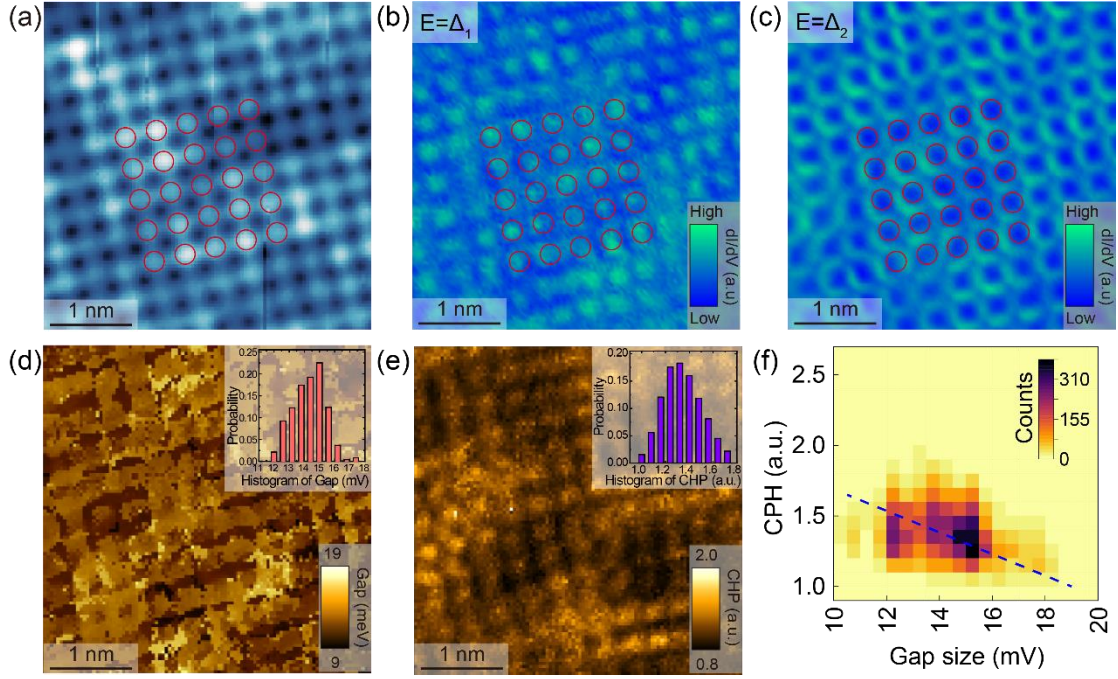 (a)
1 nm
(b)
E=Δ1
High
dI/dV (a.u)
Low
1 nm
(c)
E=Δ2
High
dI/dV (a.u)
Low
1 nm
(d)
0.25
0.20
0.15
0.10
0.05
0.00
Probability
11 12 13 14 15 16 17 18
Histogram of Gap (mV)
19
Gap (meV)
9
1 nm
(e)
0.20
0.15
0.10
0.05
0.00
Probability
1.0 1.2 1.4 1.6 1.8
Histogram of CHP (a.u.)
2.0
CHP (a.u.)
0.8
1 nm
(f)
2.5
2.0
1.5
1.0
CPH (a.u.)
Counts
310
155
0
10 12 14 16 18 20
Gap size (mV)